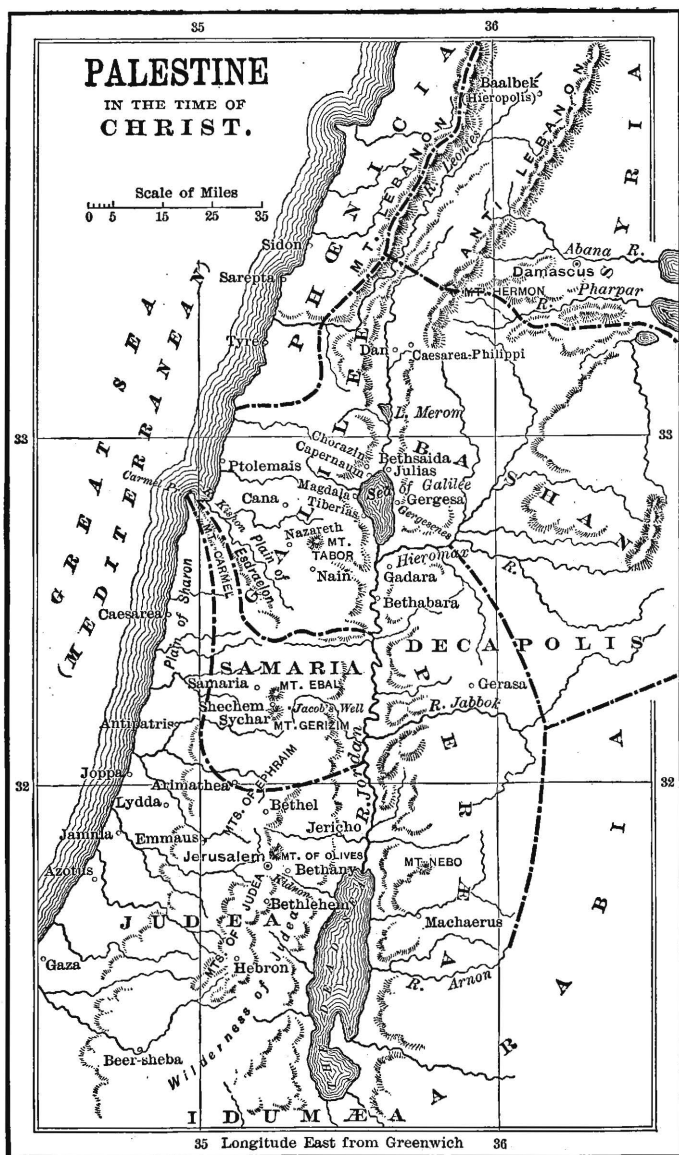 35
36
PALESTINE
IN THE TIME OF
CHRIST.
Scale of Miles
0 5 15 25 35
PHŒNICIA
MT. LEBANON
R. Leontes
Baalbek
(Hieropolis)
ANTI LEBANON
SYRIA
Sidon
Sarepta
Tyre
Abana R.
Damascus
MT. HERMON
R. Pharpar
Dan
Caesarea-Philippi
GREAT SEA
(MEDITERRANEAN)
GALILEE
L. Merom
33
33
Chorazin
Capernaum
Bethsaida
Julias
BASHAN
Ptolemais
Magdala
Tiberias
Sea of Galilee
Gergesa
Gergesenes
Carmel P.
Cana
Kishon
Plain of Esdraelon
MT. CARMEL
Nazareth
MT. TABOR
Nain
Hieromax R.
Gadara
Bethabara
Caesarea
Plain of Sharon
DECAPOLIS
SAMARIA
Samaria
MT. EBAL
Shechem
Jacob's Well
Sychar
MT. GERIZIM
Gerasa
R. Jabbok
Antipatris
PEREA
R. Jordan
32
32
Joppa
Arimathea
MTS. OF EPHRAIM
Lydda
Bethel
Jamnia
Emmaus
Jericho
Jerusalem
MT. OF OLIVES
Bethany
MT. NEBO
Azotus
Kidron
Bethlehem
JUDEA
MTS. OF JUDEA
Machaerus
Gaza
Hebron
Wilderness of Judea
R. Arnon
ARABIA
Beer-sheba
IDUMÆA
35
Longitude East from Greenwich
36